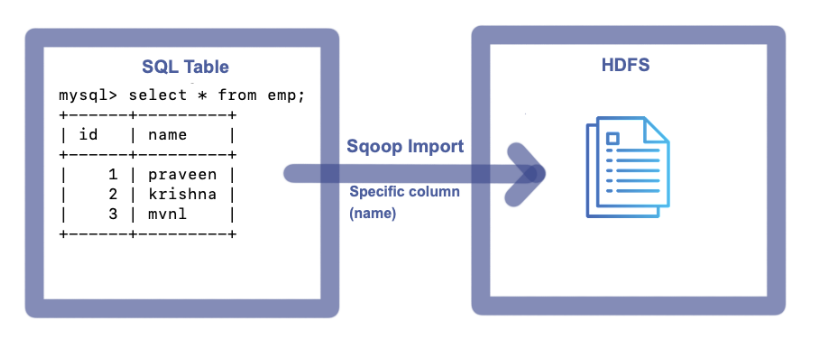 SQL Table
mysql> select * from emp;
+------+---------+
| id   | name    |
+------+---------+
|    1 | praveen |
|    2 | krishna |
|    3 | mvnl    |
+------+---------+
Sqoop Import
Specific column
(name)
HDFS